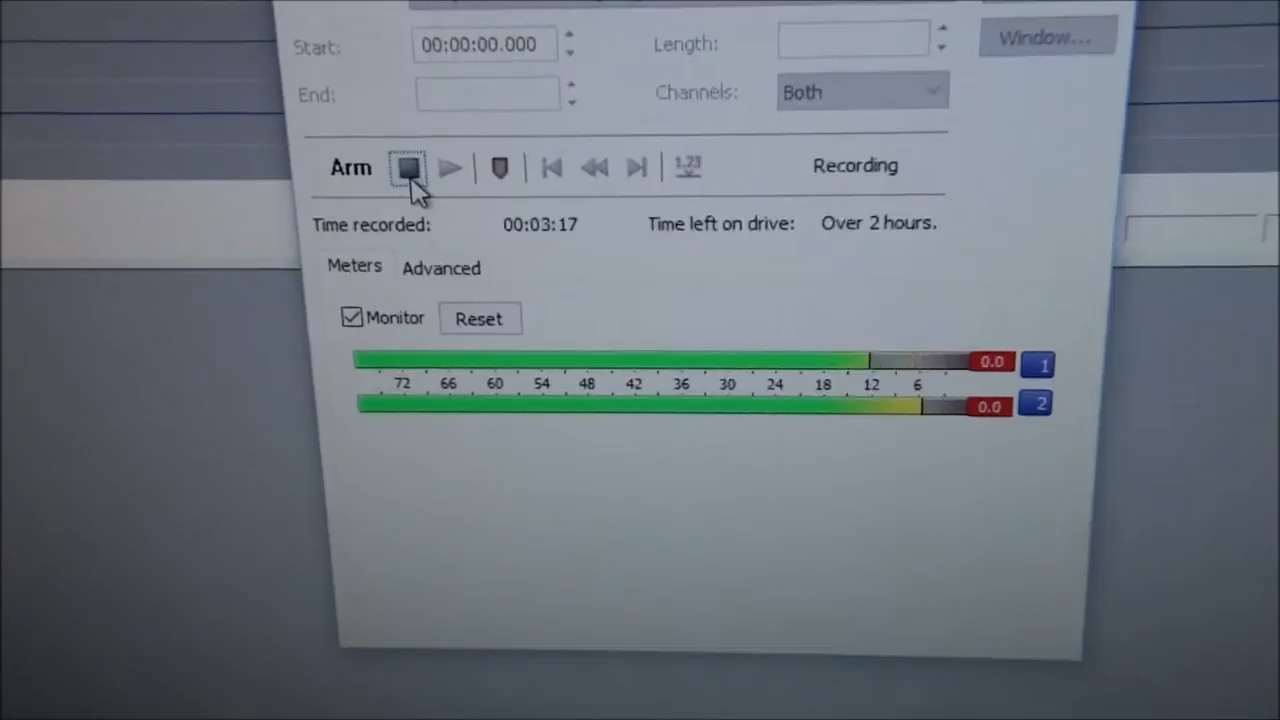 Start: 00:00:00.000 Length: Window...
End: Channels: Both
Arm 1.23 Recording
Time recorded: 00:03:17 Time left on drive: Over 2 hours.
Meters Advanced
Monitor Reset
0.0 1
72 66 60 54 48 42 36 30 24 18 12 6
0.0 2